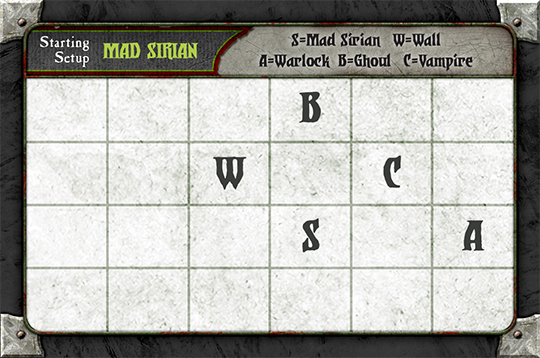 Starting Setup
MAD SIRIAN
S=Mad Sirian W=Wall
A=Warlock B=Ghoul C=Vampire
B
W C
S A